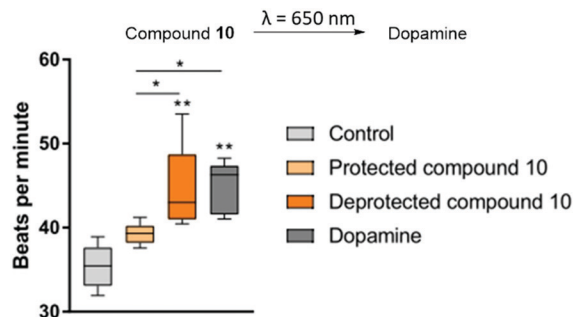 λ = 650 nm
Compound 10
Dopamine
60
50
40
30
Beats per minute
*
*
**
**
Control
Protected compound 10
Deprotected compound 10
Dopamine